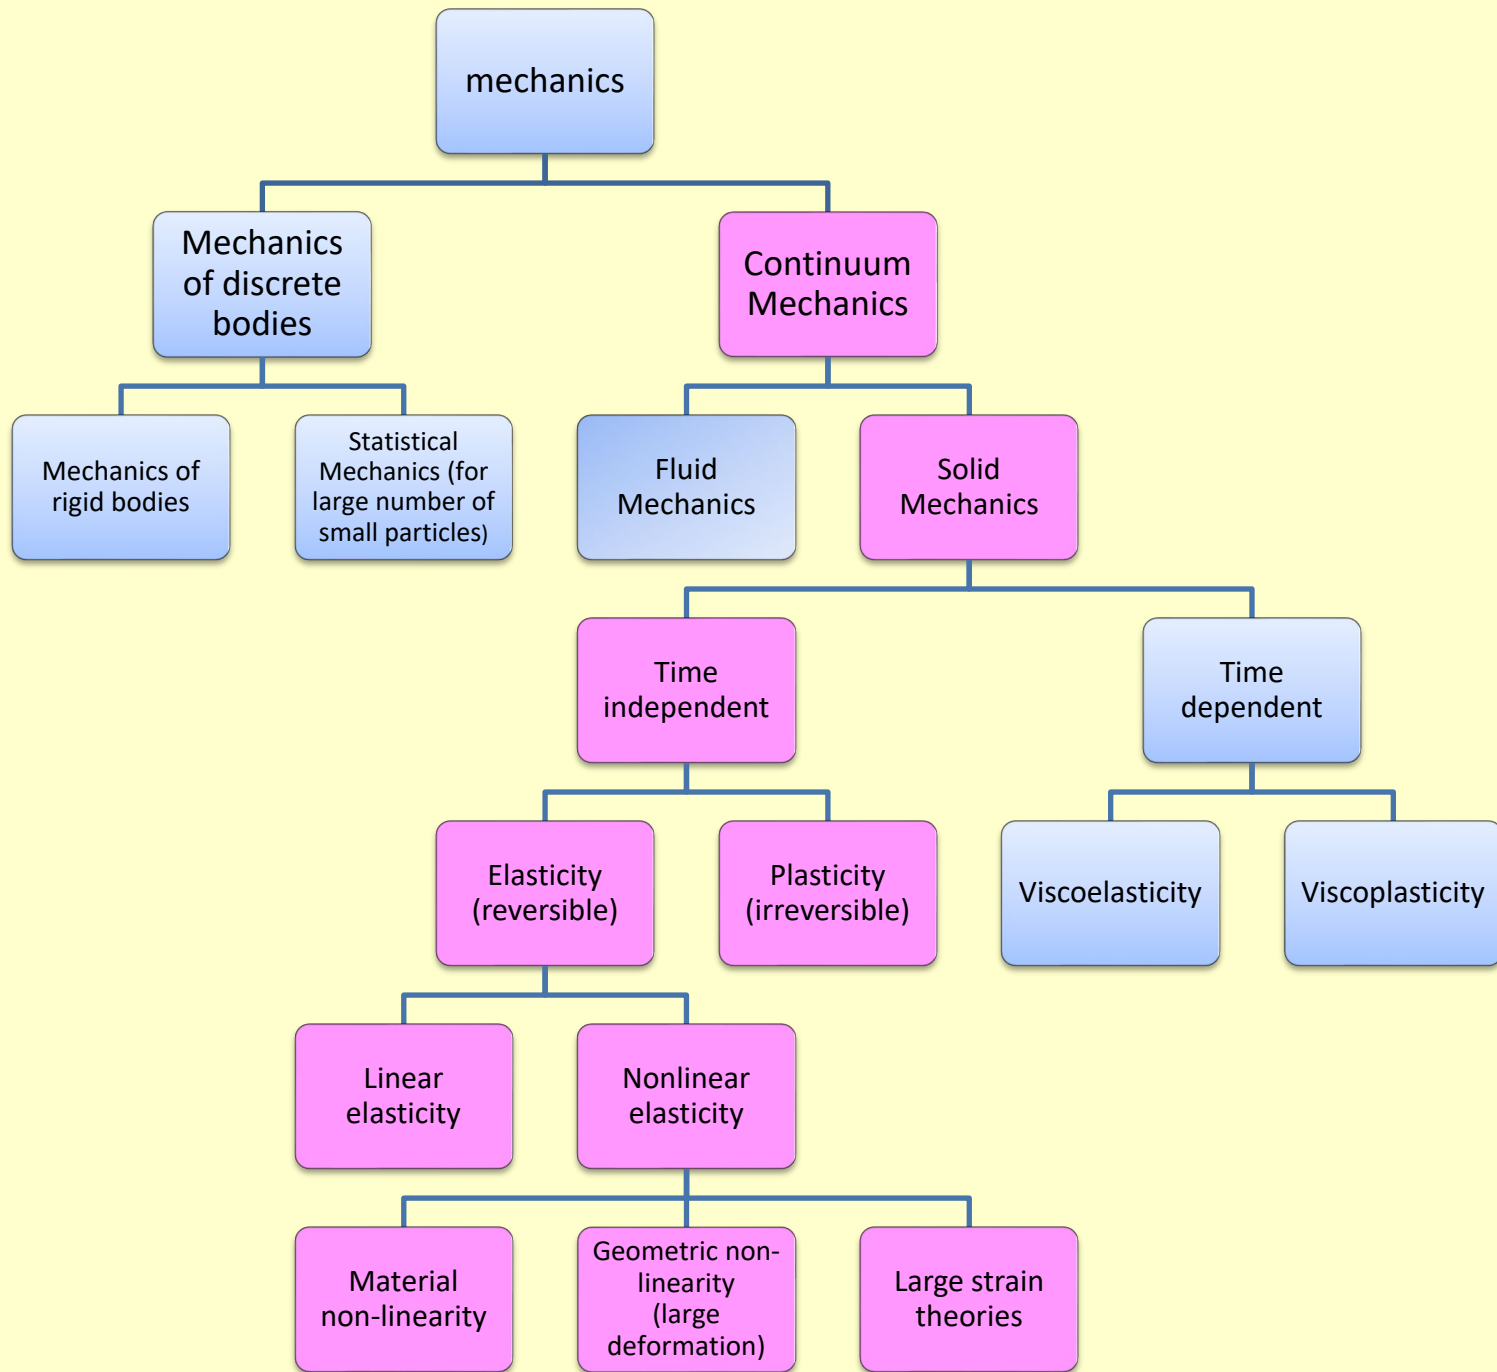 mechanics
Mechanics
of discrete
bodies
Continuum
Mechanics
Mechanics of
rigid bodies
Statistical
Mechanics (for
large number of
small particles)
Fluid
Mechanics
Solid
Mechanics
Time
independent
Time
dependent
Elasticity
(reversible)
Plasticity
(irreversible)
Viscoelasticity
Viscoplasticity
Linear
elasticity
Nonlinear
elasticity
Material
non-linearity
Geometric non-
linearity
(large
deformation)
Large strain
theories